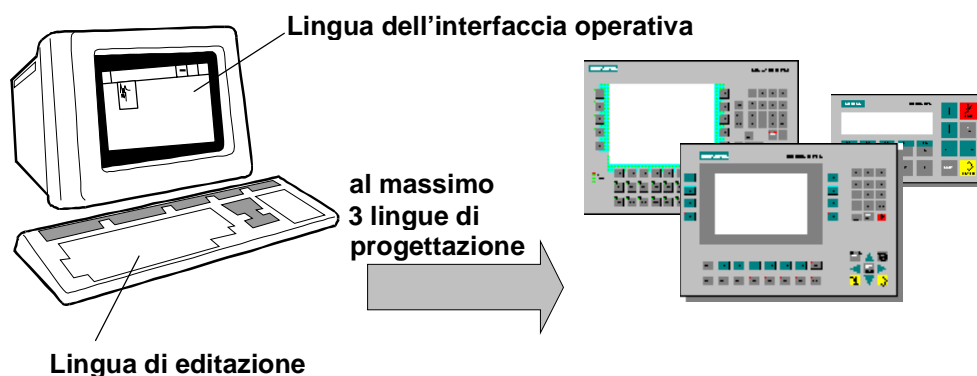 Lingua dell'interfaccia operativa
al massimo
3 lingue di
progettazione
Lingua di editazione